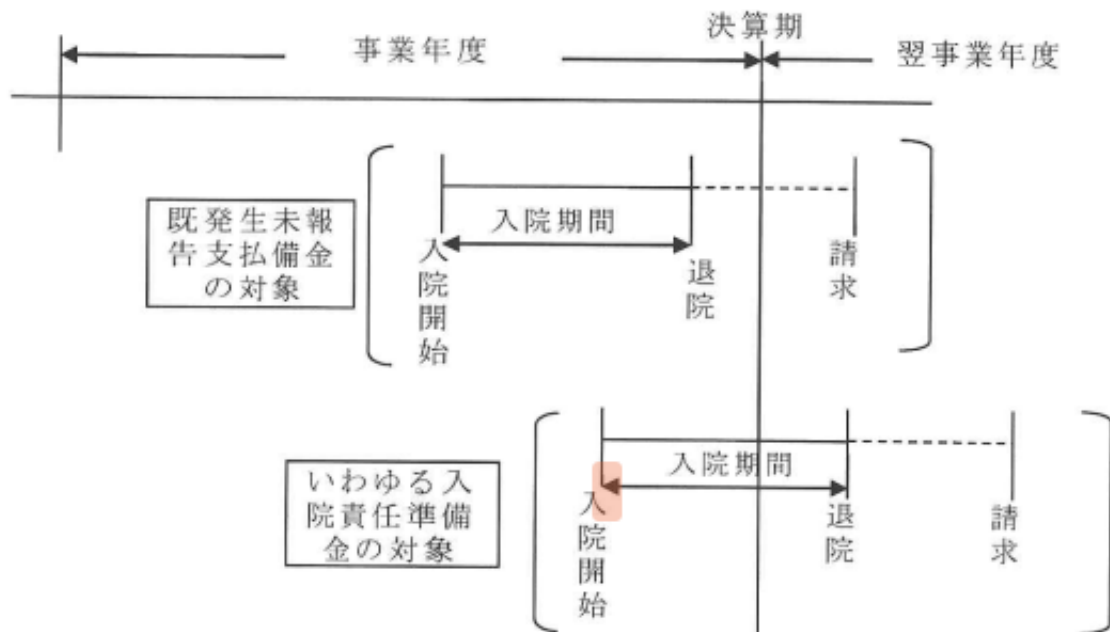 決算期
事業年度
翌事業年度
既発生未報
告支払備金
の対象
入院期間
入院開始
退院
請求
いわゆる入
院責任準備
金の対象
入院期間
入院開始
退院
請求